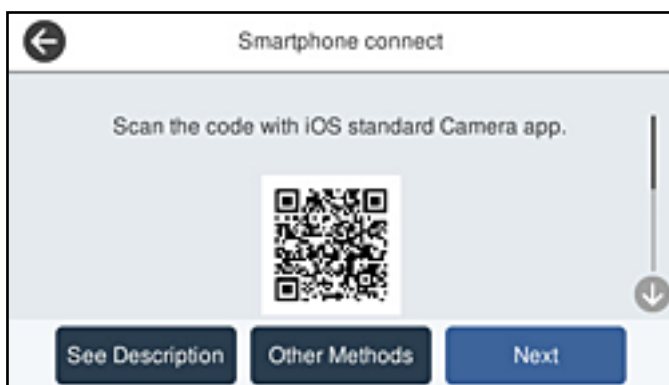 Smartphone connect
Scan the code with iOS standard Camera app.
See Description
Other Methods
Next